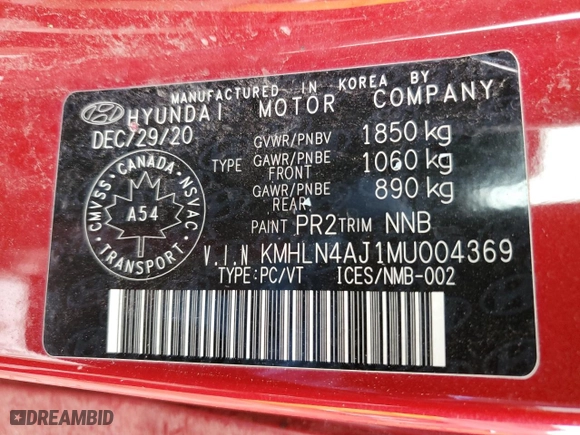 MANUFACTURED IN KOREA BY
HYUNDAI MOTOR COMPANY
DEC/29/20
GVWR/PNBV 1850 kg
TYPE GAWR/PNBE FRONT 1060 kg
GAWR/PNBE REAR 890 kg
CANADA
CMVSS
NSVAC
A54
TRANSPORT
PAINT PR2 TRIM NNB
V.I.N KMHLN4AJ1MU004369
TYPE:PC/VT ICES/NMB-002
DREAMBID